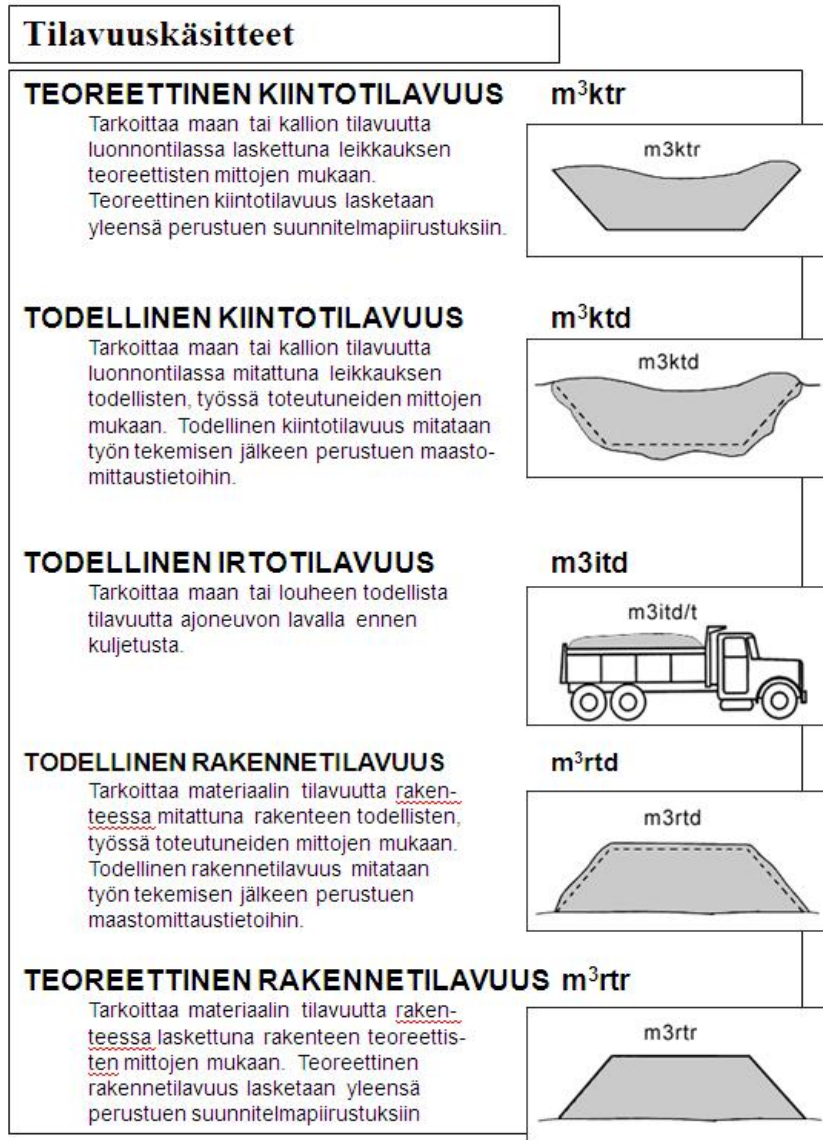 Tilavuuskäsitteet
TEOREETTINEN KIINTOTILAVUUS m³ktr
Tarkoittaa maan tai kallion tilavuutta
luonnontilassa laskettuna leikkauksen
teoreettisten mittojen mukaan.
Teoreettinen kiintotilavuus lasketaan
yleensä perustuen suunnitelmapiirustuksiin.
m3ktr
TODELLINEN KIINTOTILAVUUS m³ktd
Tarkoittaa maan tai kallion tilavuutta
luonnontilassa mitattuna leikkauksen
todellisten, työssä toteutuneiden mittojen
mukaan. Todellinen kiintotilavuus mitataan
työn tekemisen jälkeen perustuen maasto-
mittaustietoihin.
m3ktd
TODELLINEN IRTOTILAVUUS m3itd
Tarkoittaa maan tai louheen todellista
tilavuutta ajoneuvon lavalla ennen
kuljetusta.
m3itd/t
TODELLINEN RAKENNETILAVUUS m³rtd
Tarkoittaa materiaalin tilavuutta raken-
teessa mitattuna rakenteen todellisten,
työssä toteutuneiden mittojen mukaan.
Todellinen rakennetilavuus mitataan
työn tekemisen jälkeen perustuen
maastomittaustietoihin.
m3rtd
TEOREETTINEN RAKENNETILAVUUS m³rtr
Tarkoittaa materiaalin tilavuutta raken-
teessa laskettuna rakenteen teoreettis-
ten mittojen mukaan. Teoreettinen
rakennetilavuus lasketaan yleensä
perustuen suunnitelmapiirustuksiin
m3rtr